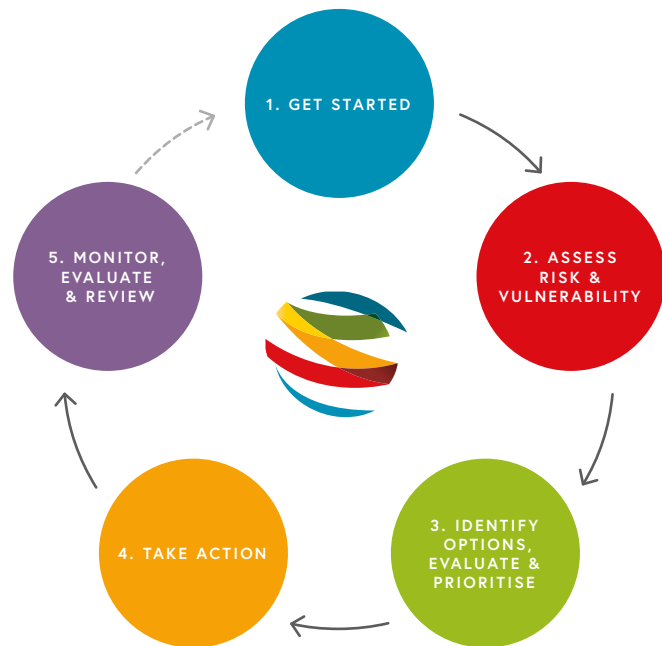 1. GET STARTED
2. ASSESS
RISK &
VULNERABILITY
3. IDENTIFY
OPTIONS,
EVALUATE &
PRIORITISE
4. TAKE ACTION
5. MONITOR,
EVALUATE
& REVIEW